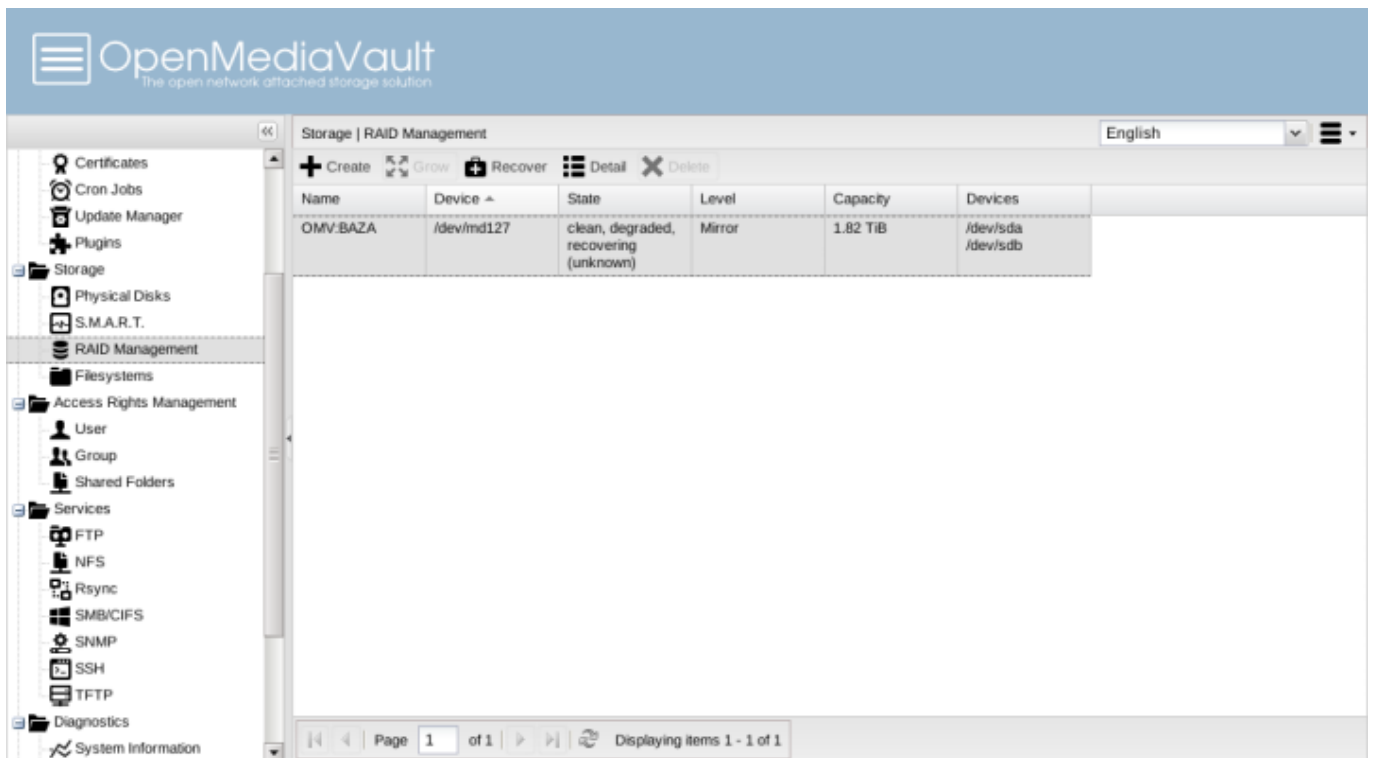 OpenMediaVault
The open network attached storage solution
Storage | RAID Management
English
Certificates
Cron Jobs
Update Manager
Plugins
Storage
Physical Disks
S.M.A.R.T.
RAID Management
Filesystems
Access Rights Management
User
Group
Shared Folders
Services
FTP
NFS
Rsync
SMB/CIFS
SNMP
SSH
TFTP
Diagnostics
System Information
Create Grow Recover Detail Delete
Name Device State Level Capacity Devices
OMV:BAZA /dev/md127 clean, degraded, Mirror 1.82 TiB /dev/sda
recovering /dev/sdb
(unknown)
Page 1 of 1 Displaying items 1 - 1 of 1